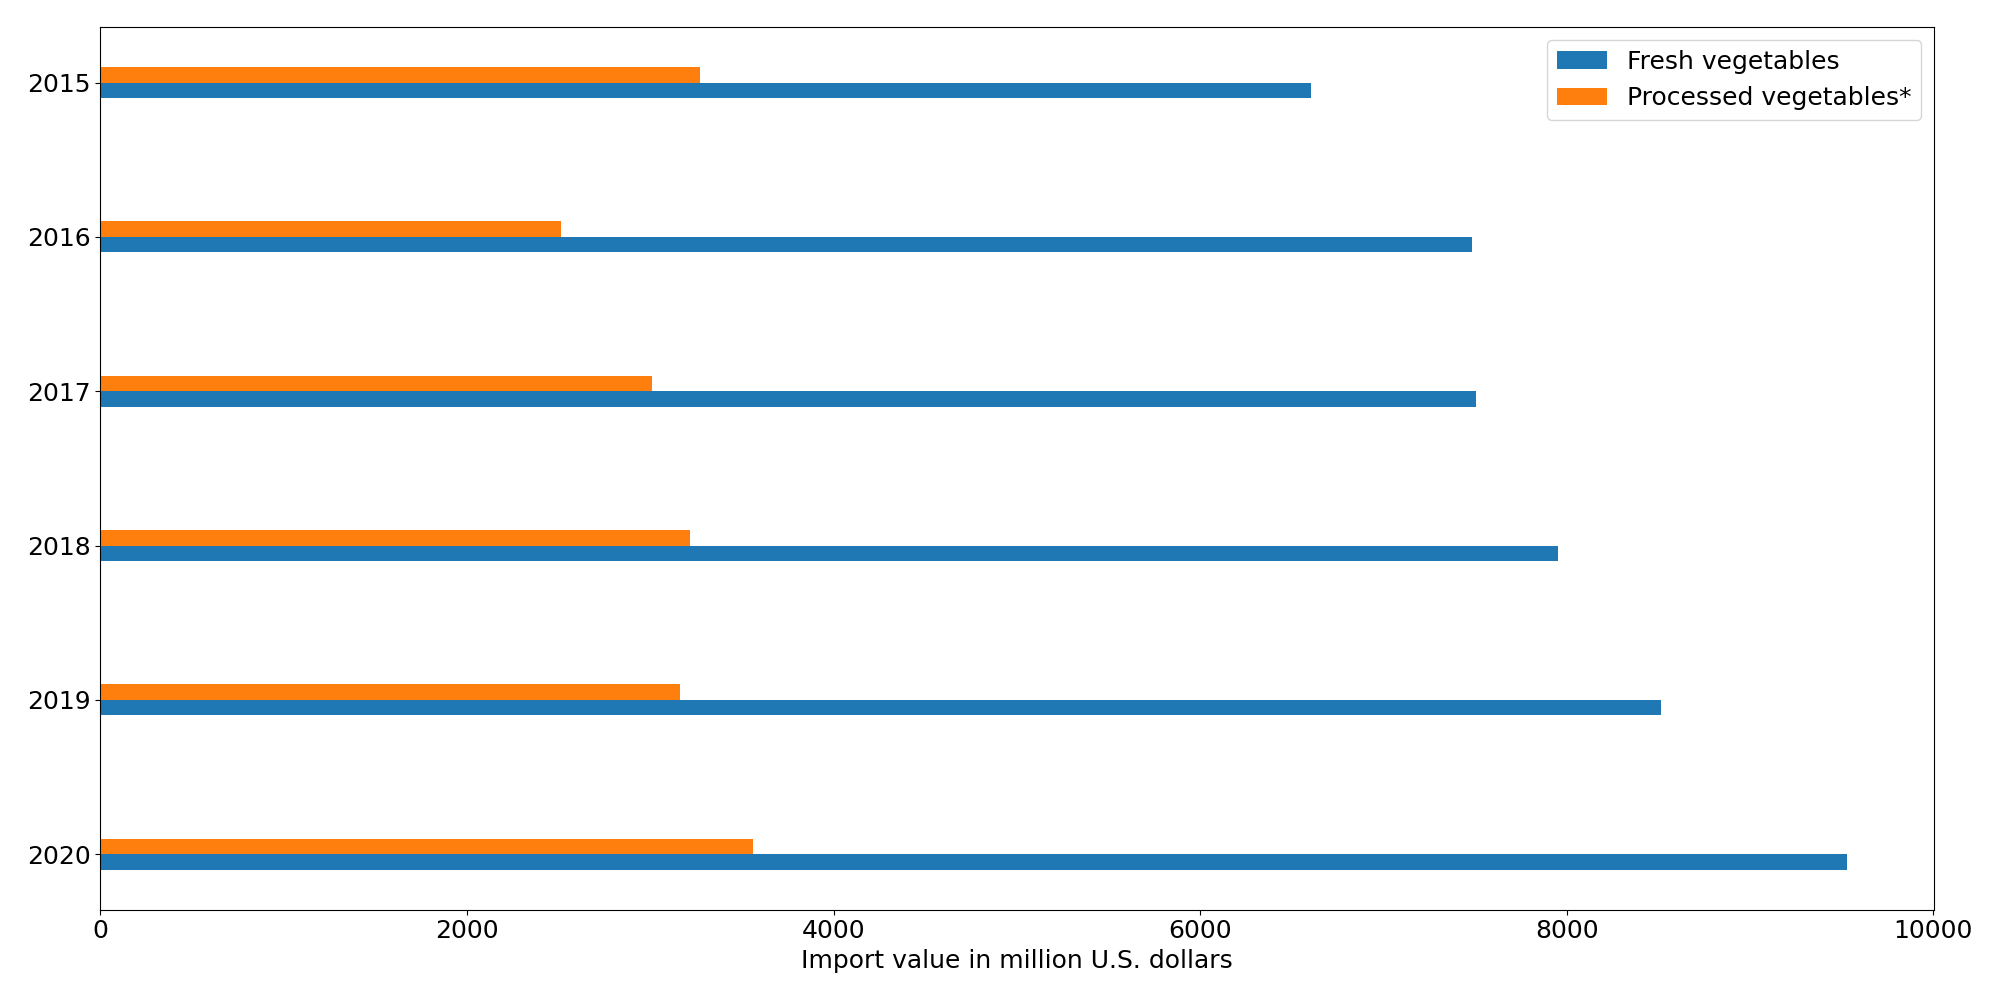 Fresh vegetables
Processed vegetables*
2015
2016
2017
2018
2019
2020
0 2000 4000 6000 8000 10000
Import value in million U.S. dollars